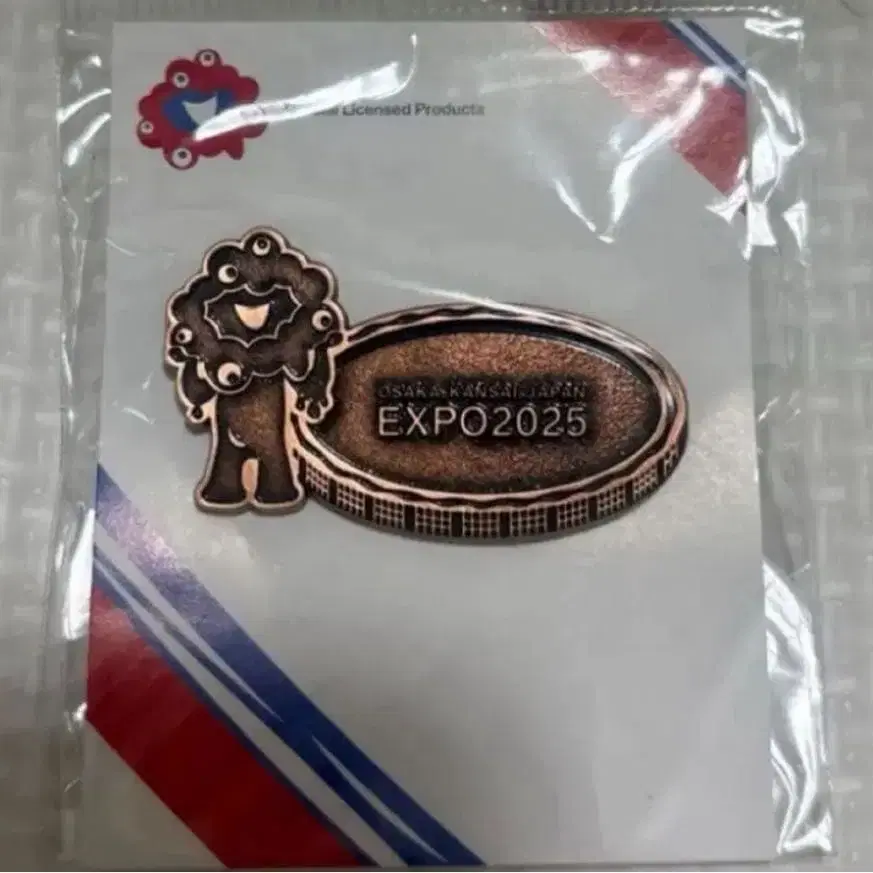 Licensed Products
OSAKA, KANSAI, JAPAN
EXPO2025